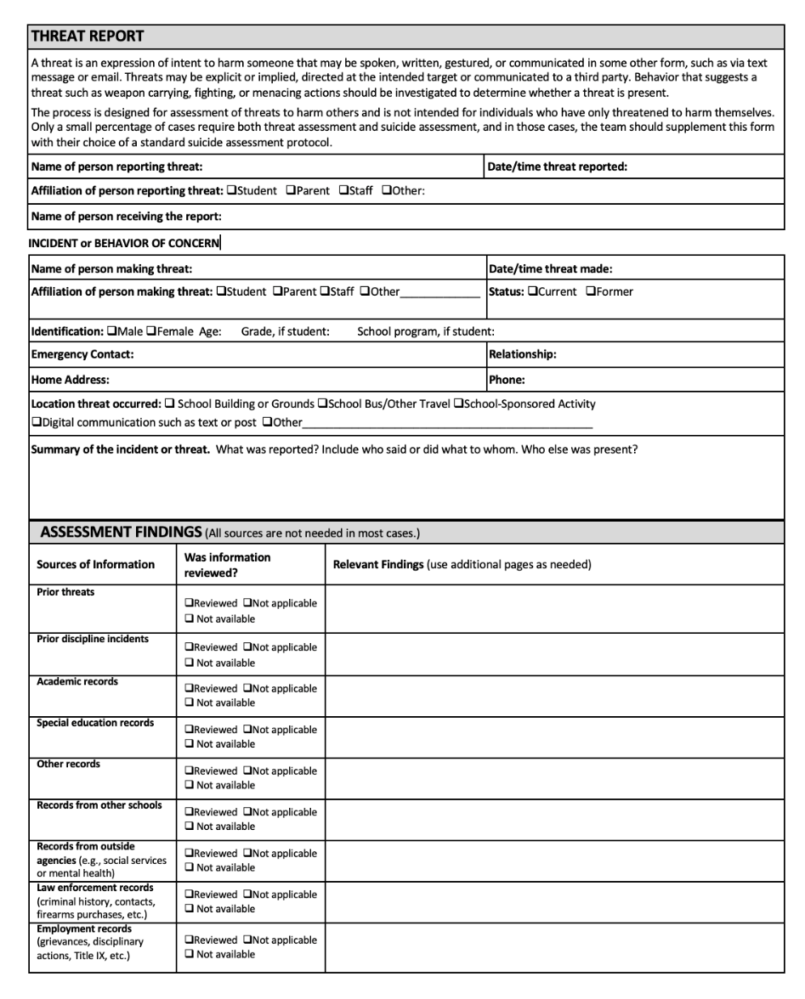 THREAT REPORT
A threat is an expression of intent to harm someone that may be spoken, written, gestured, or communicated in some other form, such as via text
message or email. Threats may be explicit or implied, directed at the intended target or communicated to a third party. Behavior that suggests a
threat such as weapon carrying, fighting, or menacing actions should be investigated to determine whether a threat is present.
The process is designed for assessment of threats to harm others and is not intended for individuals who have only threatened to harm themselves.
Only a small percentage of cases require both threat assessment and suicide assessment, and in those cases, the team should supplement this form
with their choice of a standard suicide assessment protocol.
Name of person reporting threat: Date/time threat reported:
Affiliation of person reporting threat: ❑Student ❑Parent ❑Staff ❑Other:
Name of person receiving the report:
INCIDENT or BEHAVIOR OF CONCERN
Name of person making threat: Date/time threat made:
Affiliation of person making threat: ❑Student ❑Parent ❑Staff ❑Other_____________ Status: ❑Current ❑Former
Identification: ❑Male ❑Female Age: Grade, if student: School program, if student:
Emergency Contact: Relationship:
Home Address: Phone:
Location threat occurred: ❑ School Building or Grounds ❑School Bus/Other Travel ❑School-Sponsored Activity
❑Digital communication such as text or post ❑Other_______________________________________________
Summary of the incident or threat. What was reported? Include who said or did what to whom. Who else was present?
ASSESSMENT FINDINGS (All sources are not needed in most cases.)
Sources of Information
Was information
reviewed?
Relevant Findings (use additional pages as needed)
Prior threats
❑Reviewed ❑Not applicable
❑ Not available
Prior discipline incidents
❑Reviewed ❑Not applicable
❑ Not available
Academic records
❑Reviewed ❑Not applicable
❑ Not available
Special education records
❑Reviewed ❑Not applicable
❑ Not available
Other records
❑Reviewed ❑Not applicable
❑ Not available
Records from other schools
❑Reviewed ❑Not applicable
❑ Not available
Records from outside
agencies (e.g., social services
or mental health)
❑Reviewed ❑Not applicable
❑ Not available
Law enforcement records
(criminal history, contacts,
firearms purchases, etc.)
❑Reviewed ❑Not applicable
❑ Not available
Employment records
(grievances, disciplinary
actions, Title IX, etc.)
❑Reviewed ❑Not applicable
❑ Not available